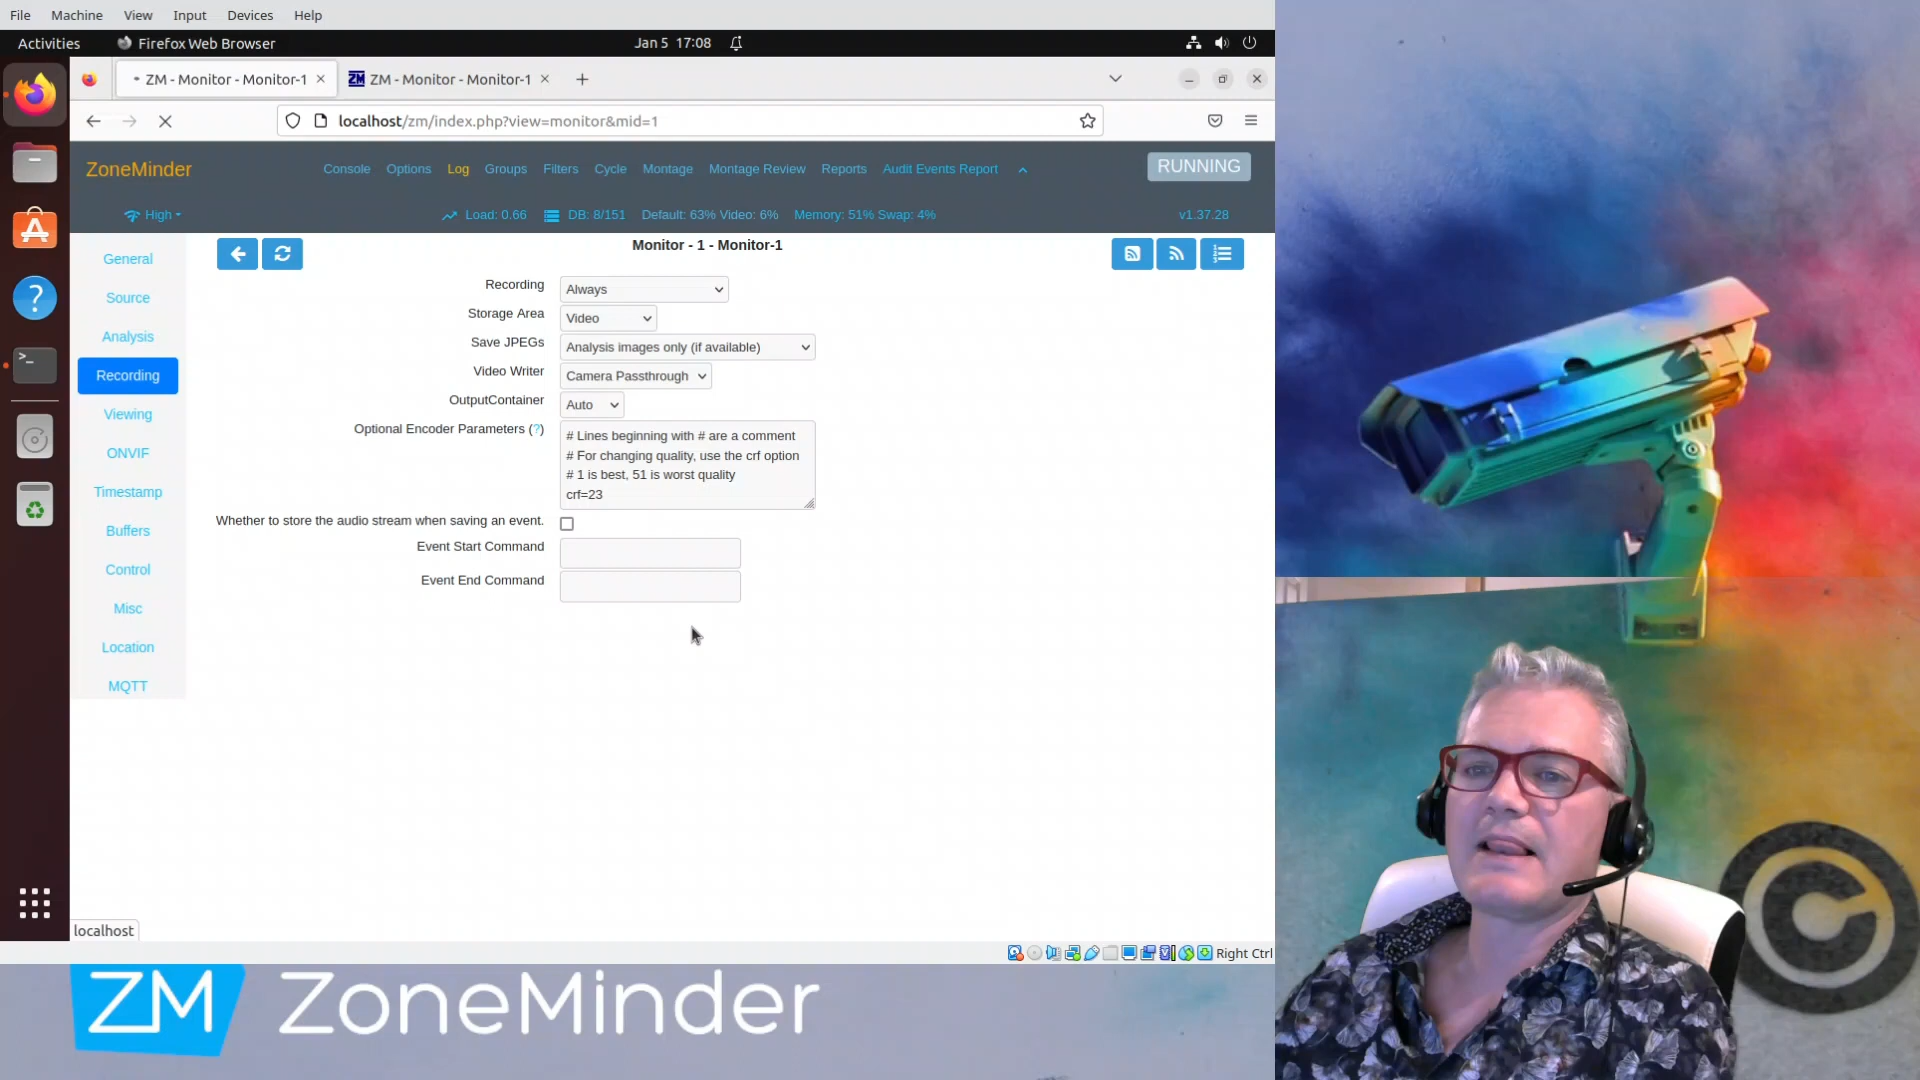 File Machine View Input Devices Help
Activities Firefox Web Browser Jan 5 17:08
ZM - Monitor - Monitor-1 × ZM ZM - Monitor - Monitor-1 × +
localhost/zm/index.php?view=monitor&mid=1
ZoneMinder Console Options Log Groups Filters Cycle Montage Montage Review Reports Audit Events Report RUNNING
High Load: 0.66 DB: 8/151 Default: 63% Video: 6% Memory: 51% Swap: 4% v1.37.28
Monitor - 1 - Monitor-1
General
Source
Analysis
Recording
Viewing
ONVIF
Timestamp
Buffers
Control
Misc
Location
MQTT
Recording Always
Storage Area Video
Save JPEGs Analysis images only (if available)
Video Writer Camera Passthrough
OutputContainer Auto
Optional Encoder Parameters (?)
# Lines beginning with # are a comment
# For changing quality, use the crf option
# 1 is best, 51 is worst quality
crf=23
Whether to store the audio stream when saving an event.
Event Start Command
Event End Command
localhost
Right Ctrl
ZM ZoneMinder